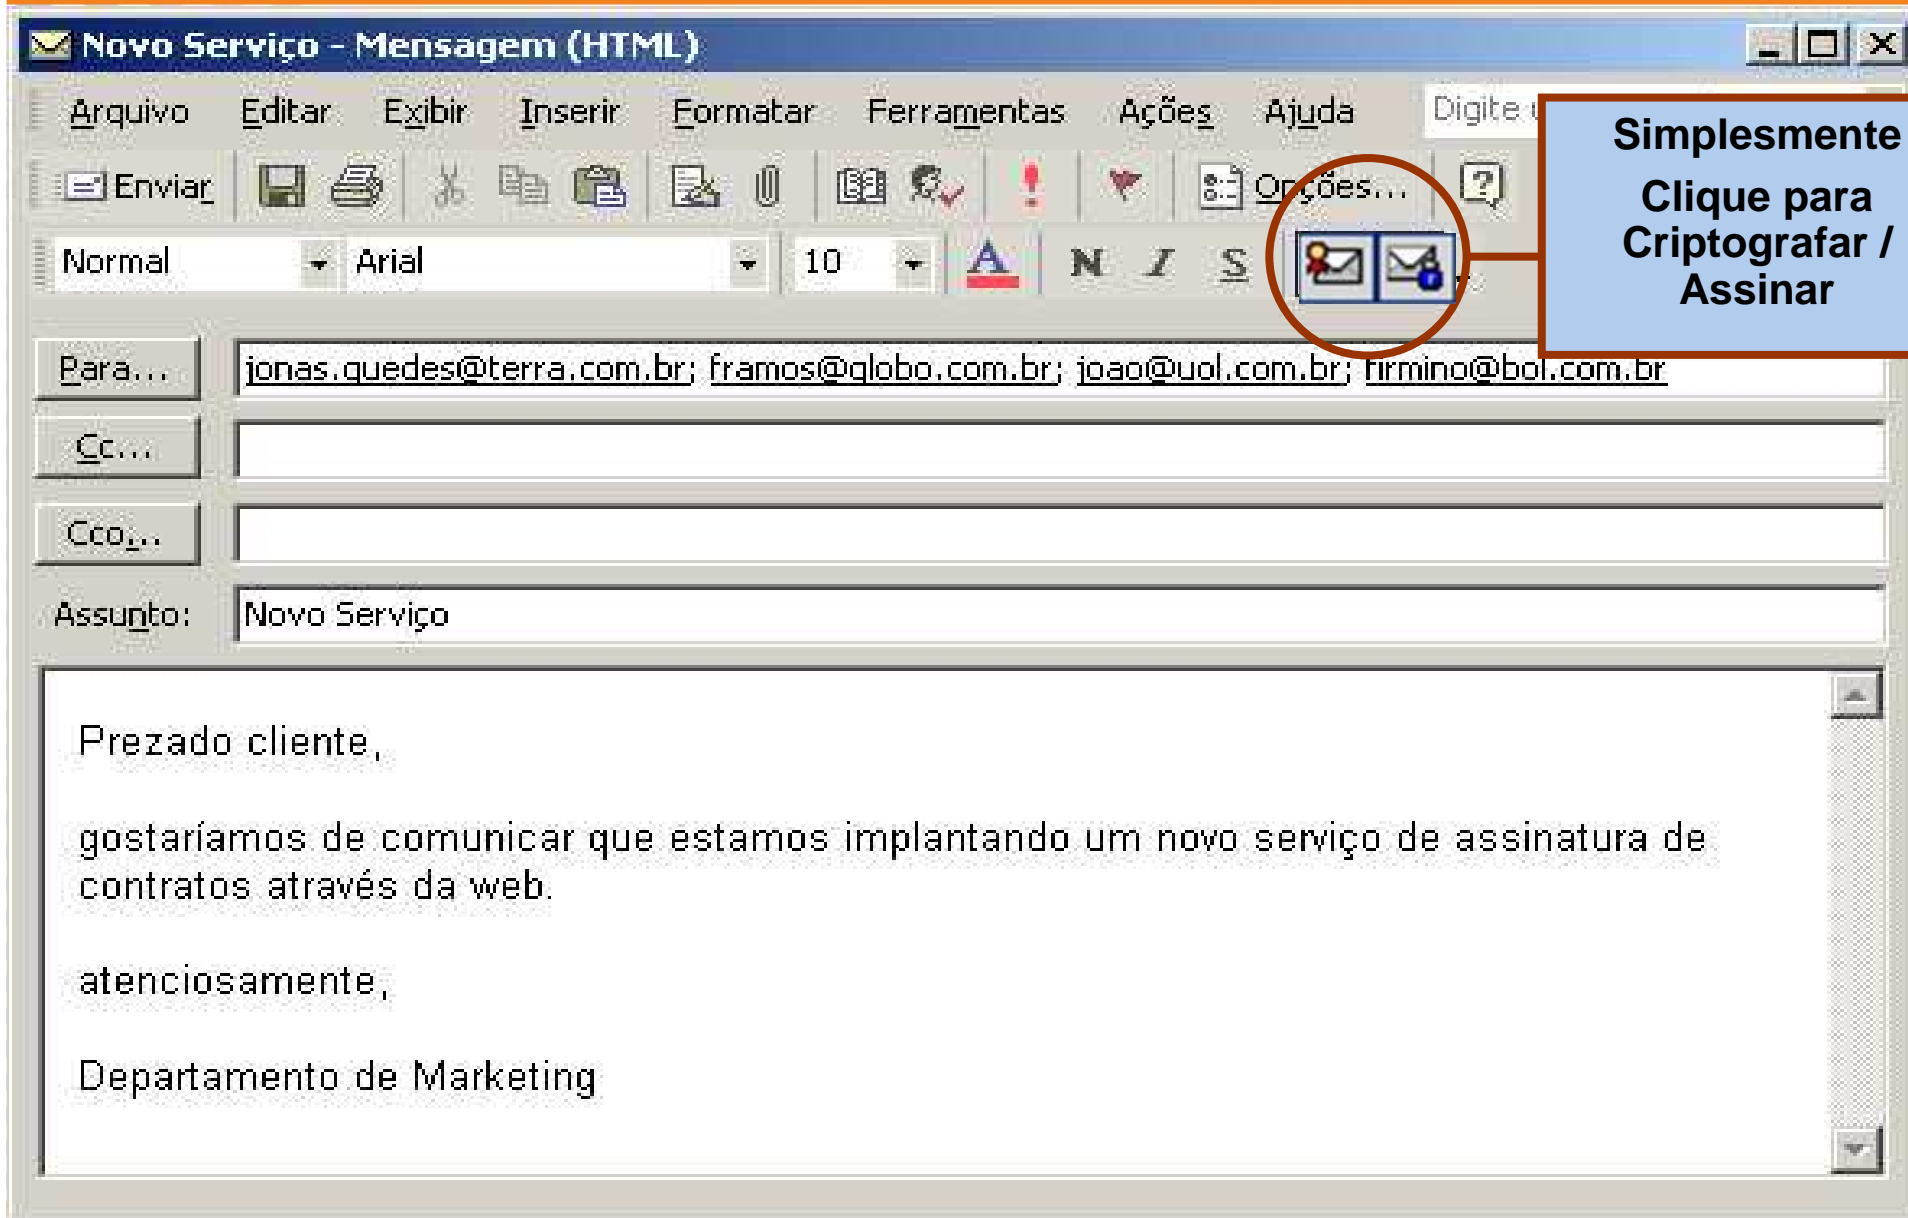 Novo Serviço - Mensagem (HTML)
Arquivo Editar Exibir Inserir Formatar Ferramentas Ações Ajuda Digite
Simplesmente
Clique para
Criptografar /
Assinar
Enviar Opções...
Normal Arial 10 A N I S
Para... jonas.guedes@terra.com.br; framos@globo.com.br; joao@uol.com.br; firmino@bol.com.br
Cc...
Cco...
Assunto: Novo Serviço
Prezado cliente,
gostaríamos de comunicar que estamos implantando um novo serviço de assinatura de
contratos através da web.
atenciosamente,
Departamento de Marketing